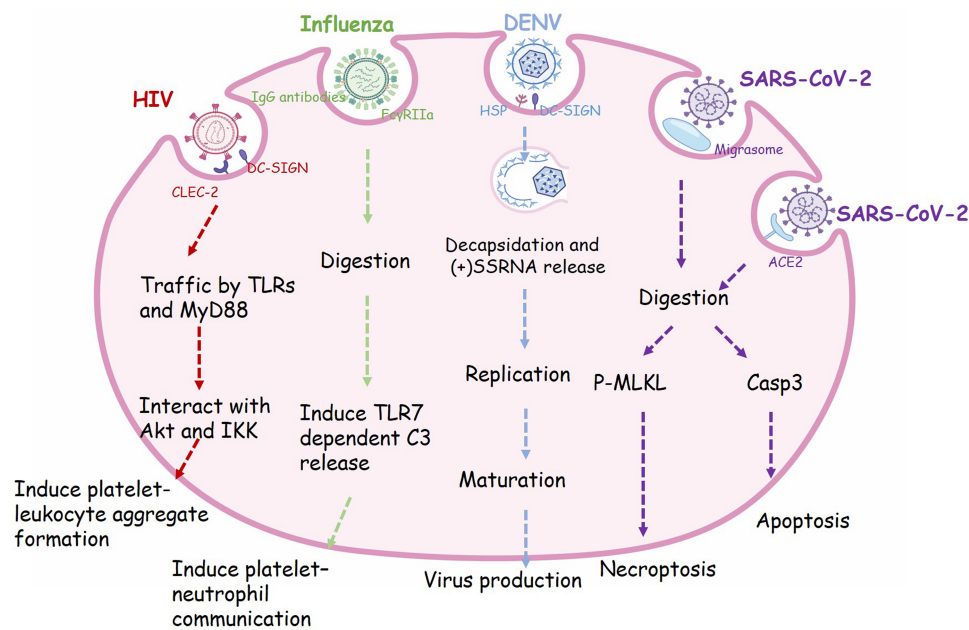 Influenza
DENV
SARS-CoV-2
HIV
IgG antibodies
FcγRIIa
HSP
DC-SIGN
Migrasome
DC-SIGN
CLEC-2
SARS-CoV-2
ACE2
Traffic by TLRs
and MyD88
Interact with
Akt and IKK
Induce platelet-
leukocyte aggregate
formation
Digestion
Induce TLR7
dependent C3
release
Induce platelet-
neutrophil
communication
Decapsidation and
(+)SSRNA release
Replication
Maturation
Virus production
Digestion
P-MLKL
Casp3
Necroptosis
Apoptosis